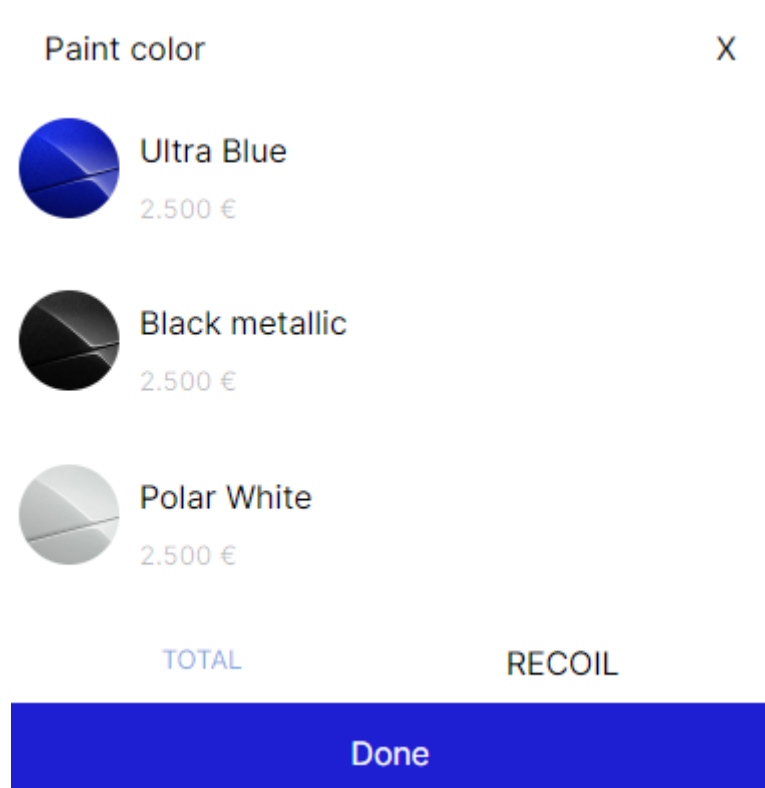 Paint color X
Ultra Blue
2.500 €
Black metallic
2.500 €
Polar White
2.500 €
TOTAL RECOIL
Done